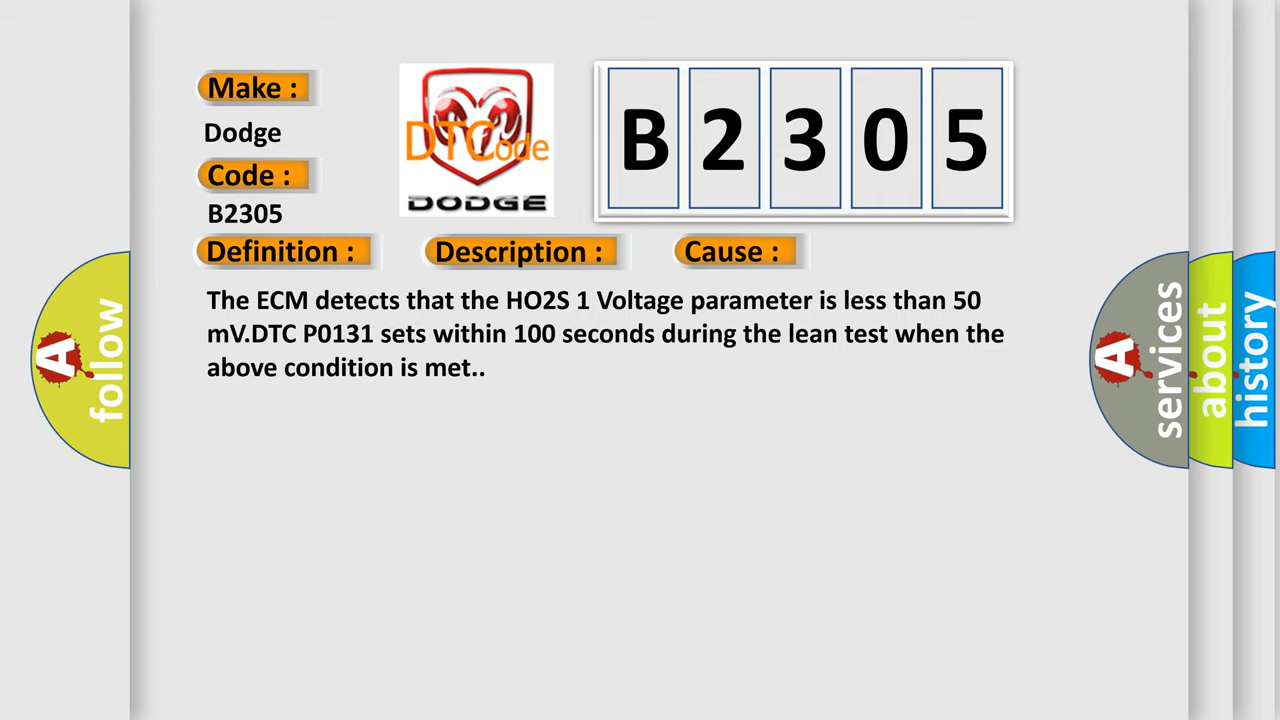 Make :
Dodge
Code :
B2305
DTCode
DODGE
B 2 3 0 5
Definition :
Description :
Cause :
The ECM detects that the HO2S 1 Voltage parameter is less than 50
mV.DTC P0131 sets within 100 seconds during the lean test when the
above condition is met..
A follow
A services
about
history